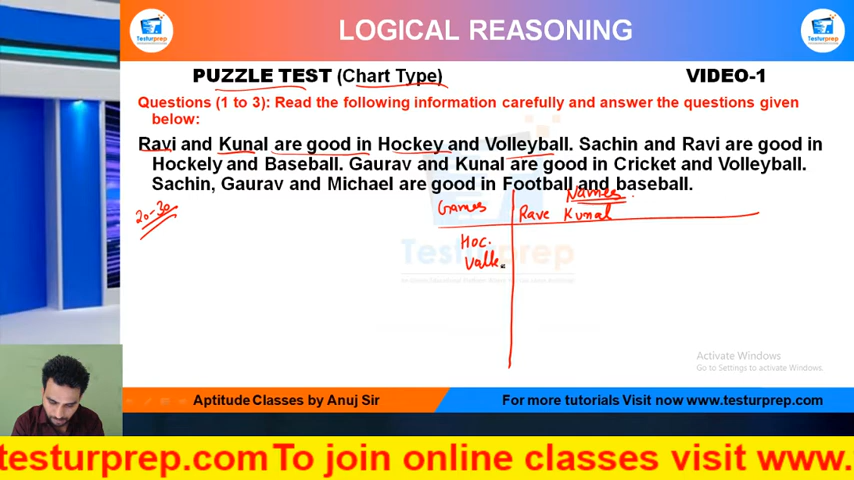 LOGICAL REASONING
Testurprep
Testurprep
PUZZLE TEST (Chart Type)
VIDEO-1
Questions (1 to 3): Read the following information carefully and answer the questions given
below:
Ravi and Kunal are good in Hockey and Volleyball. Sachin and Ravi are good in
Hockely and Baseball. Gaurav and Kunal are good in Cricket and Volleyball.
Sachin, Gaurav and Michael are good in Football and baseball.
20-30
Names
Games
Rave Kunal
Hoc.
Valle
Testurprep
Activate Windows
Go to Settings to activate Windows.
Aptitude Classes by Anuj Sir
For more tutorials Visit now www.testurprep.com
testurprep.com To join online classes visit www.